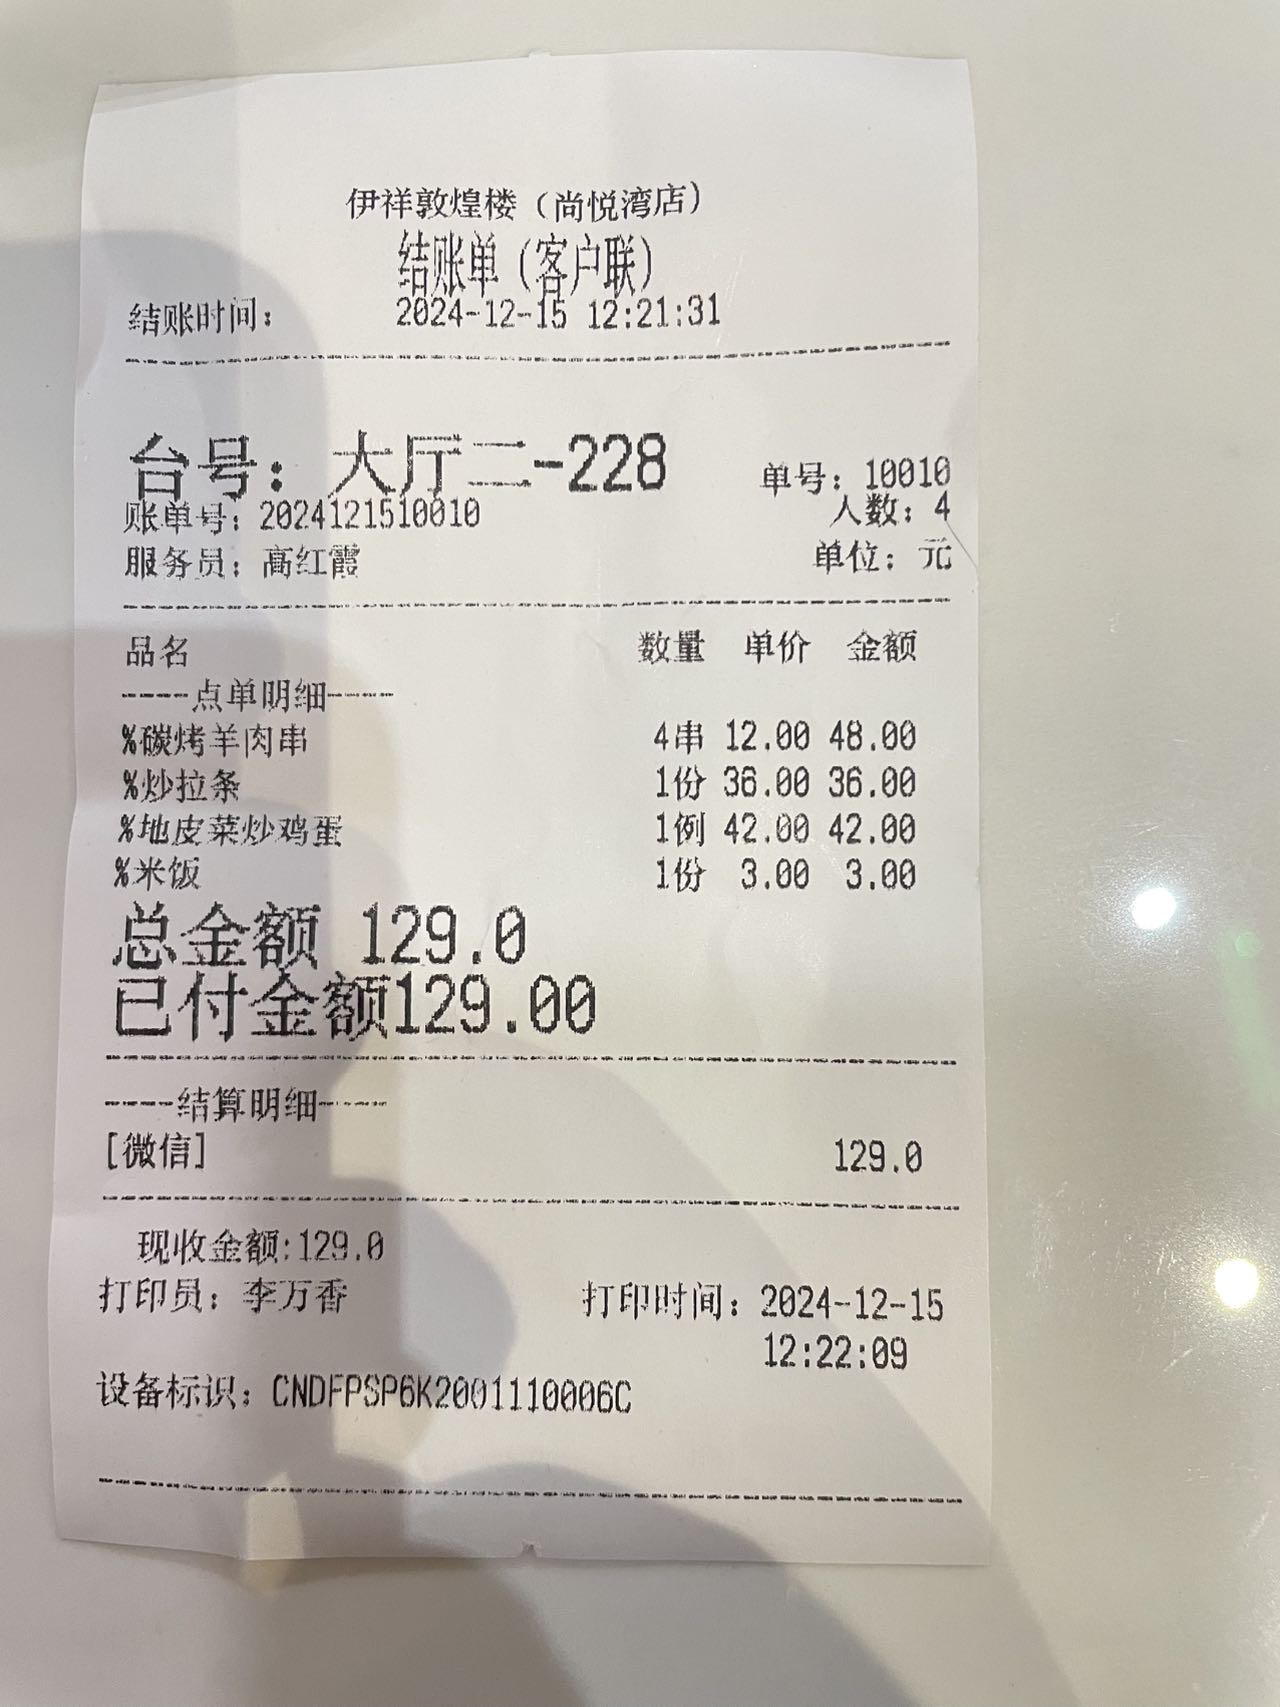 伊祥敦煌楼（尚悦湾店）
结账单（客户联）
结账时间： 2024-12-15 12:21:31
台号：大厅二-228 单号：10010
账单号：2024121510010 人数：4
服务员：高红霞 单位：元
品名 数量 单价 金额
----点单明细----
%碳烤羊肉串 4串 12.00 48.00
%炒拉条 1份 36.00 36.00
%地皮菜炒鸡蛋 1例 42.00 42.00
%米饭 1份 3.00 3.00
总金额 129.0
已付金额129.00
----结算明细----
[微信] 129.0
现收金额:129.0
打印员：李万香 打印时间：2024-12-15
12:22:09
设备标识：CNDFPSP6K2001110006C